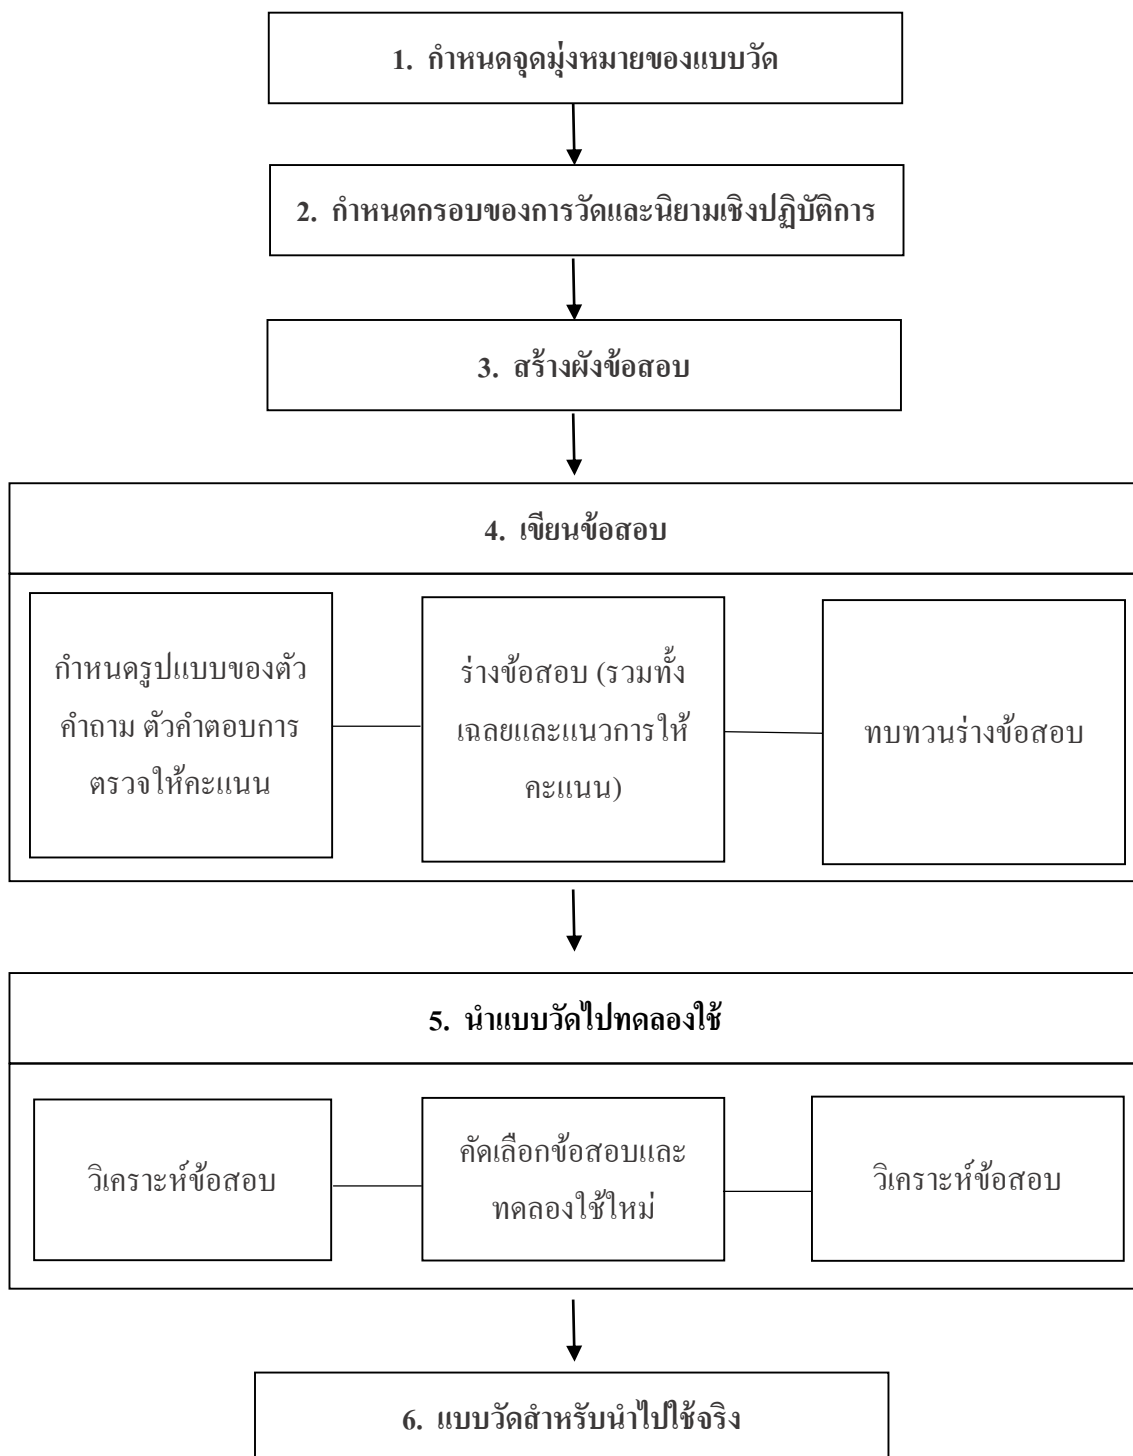 1. กำหนดจุดมุ่งหมายของแบบวัด
2. กำหนดกรอบของการวัดและนิยามเชิงปฏิบัติการ
3. สร้างผังข้อสอบ
4. เขียนข้อสอบ
กำหนดรูปแบบของตัว
คำถาม ตัวคำตอบการ
ตรวจให้คะแนน
ร่างข้อสอบ (รวมทั้ง
เฉลยและแนวการให้
คะแนน)
ทบทวนร่างข้อสอบ
5. นำแบบวัดไปทดลองใช้
วิเคราะห์ข้อสอบ
คัดเลือกข้อสอบและ
ทดลองใช้ใหม่
วิเคราะห์ข้อสอบ
6. แบบวัดสำหรับนำไปใช้จริง